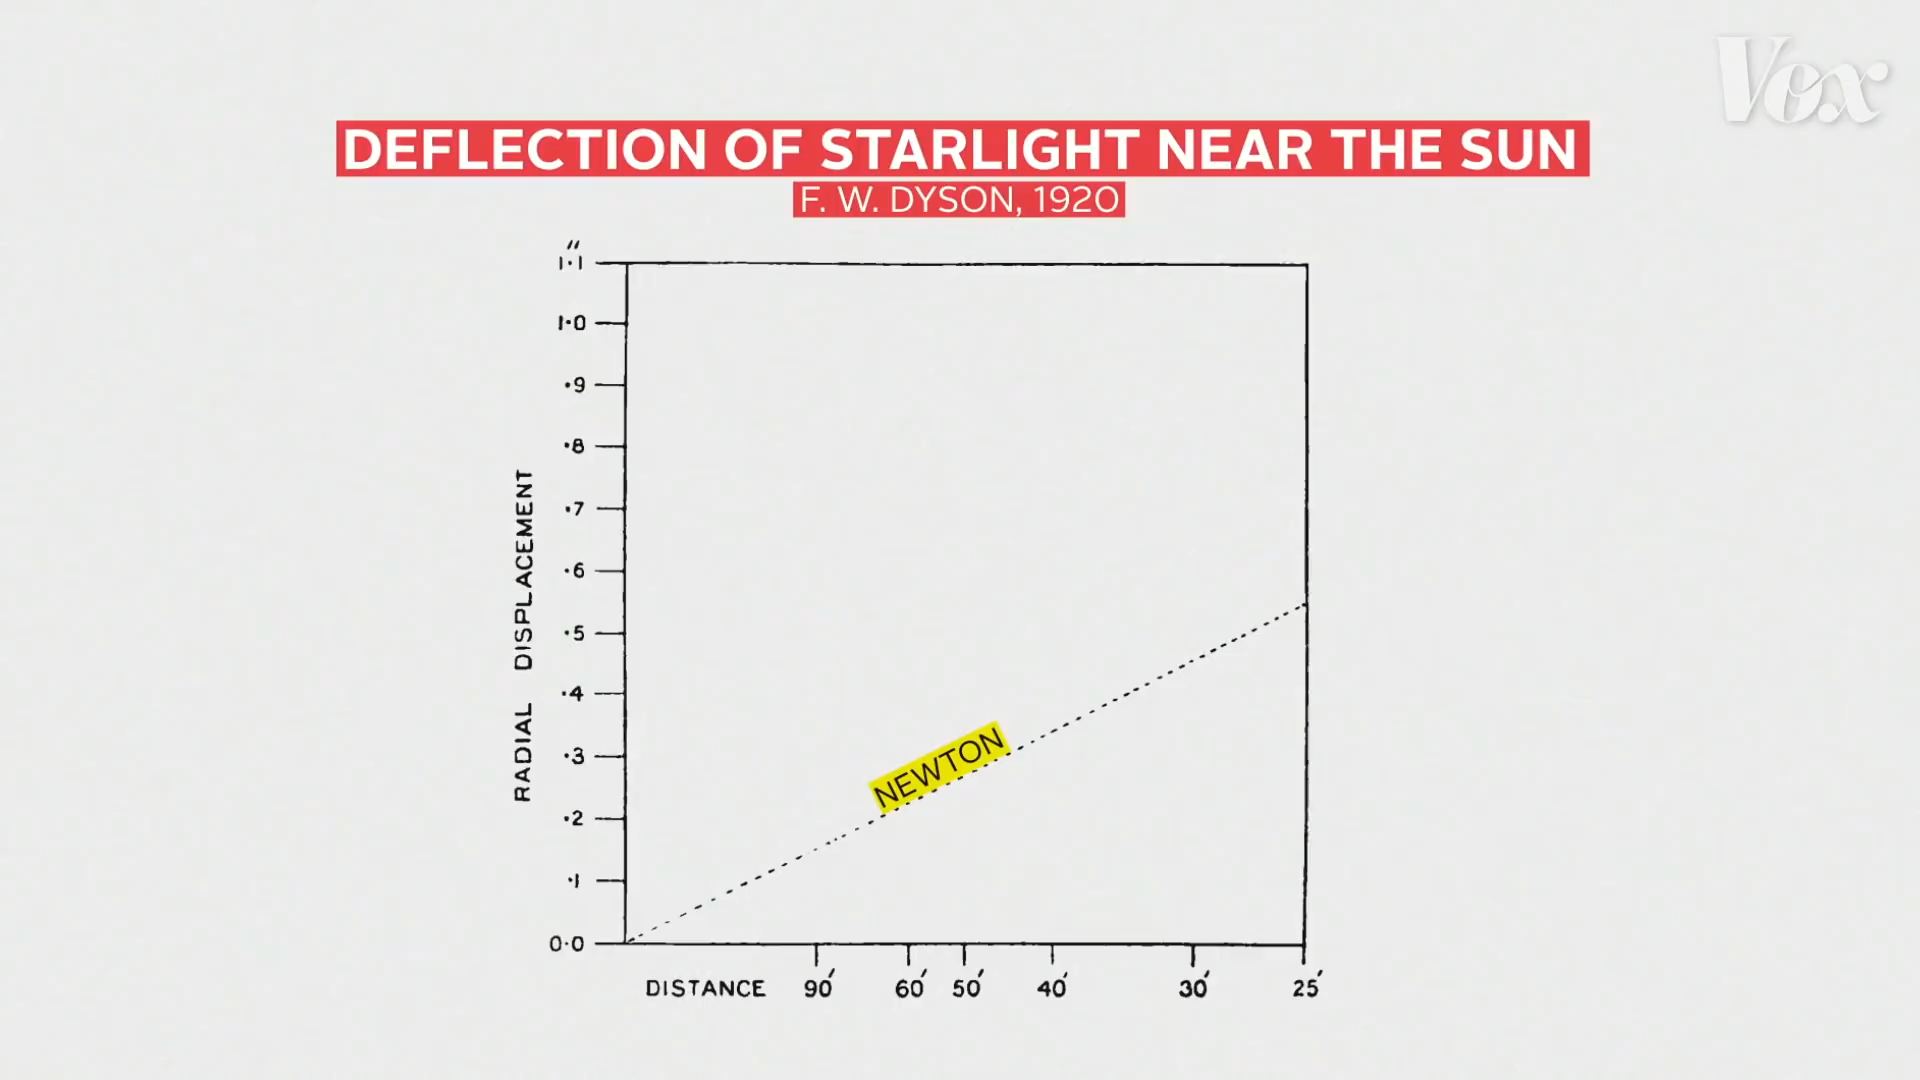 Vox
DEFLECTION OF STARLIGHT NEAR THE SUN
F. W. DYSON, 1920
″
1·1
1·0
·9
·8
·7
·6
·5
·4
·3
·2
·1
0·0
RADIAL DISPLACEMENT
NEWTON
DISTANCE 90′ 60′ 50′ 40′ 30′ 25′